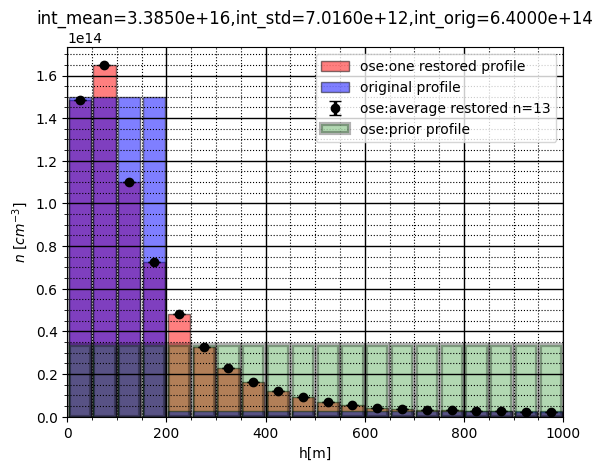 int_mean=3.3850e+16,int_std=7.0160e+12,int_orig=6.4000e+14
1e14
ose:one restored profile
original profile
ose:average restored n=13
ose:prior profile
1.6
1.4
1.2
1.0
0.8
0.6
0.4
0.2
0.0
n [cm⁻³]
0 200 400 600 800 1000
h[m]